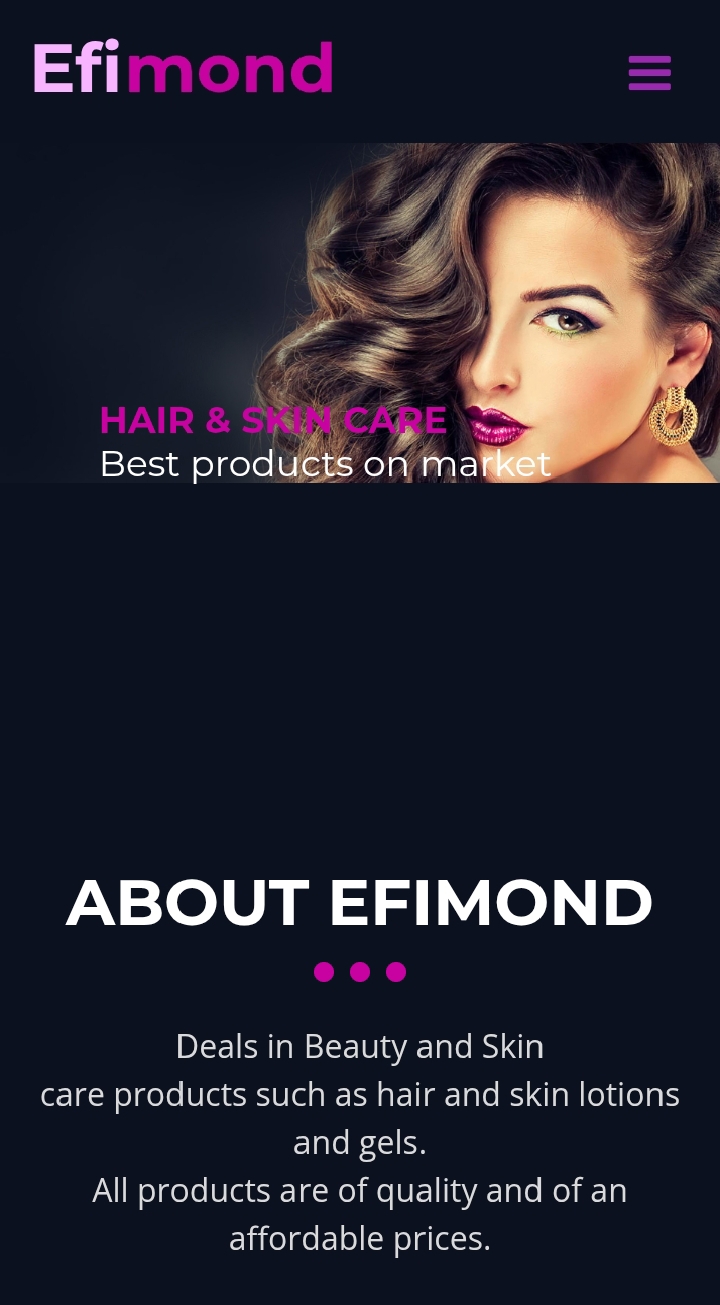 Efimond
HAIR & SKIN CARE
Best products on market
ABOUT EFIMOND
Deals in Beauty and Skin
care products such as hair and skin lotions
and gels.
All products are of quality and of an
affordable prices.